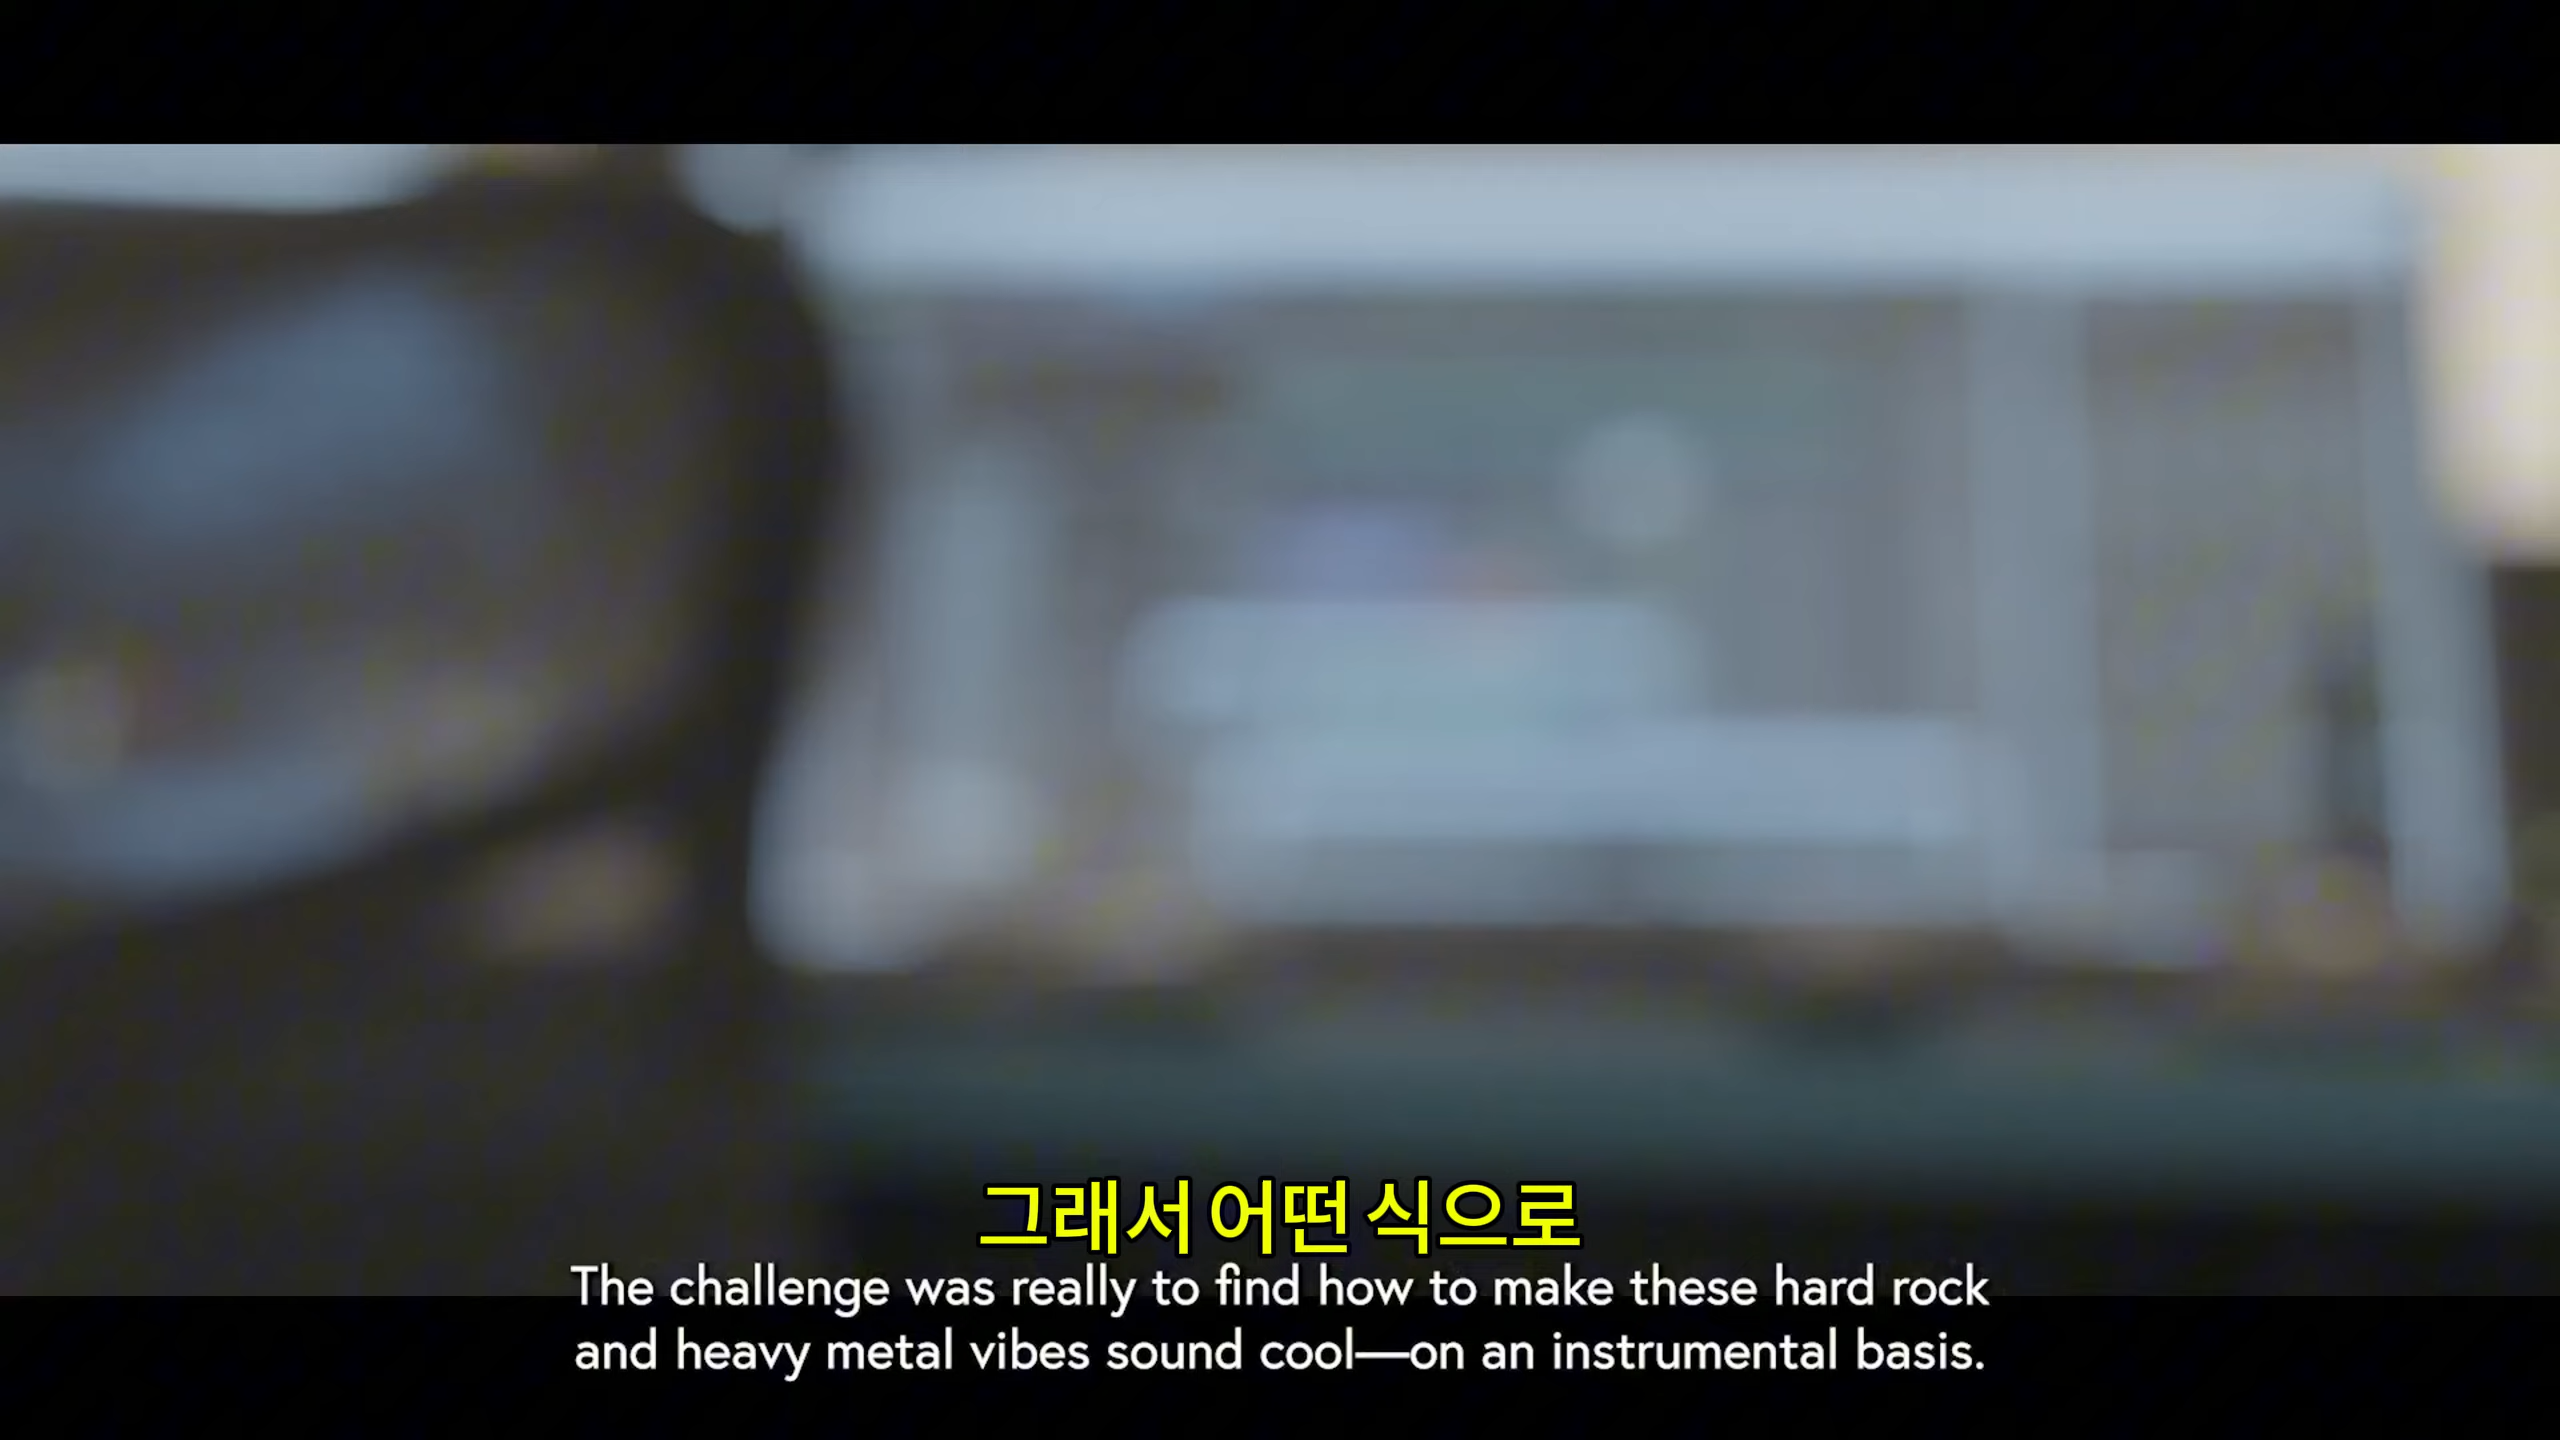 그래서 어떤 식으로
The challenge was really to find how to make these hard rock
and heavy metal vibes sound cool—on an instrumental basis.